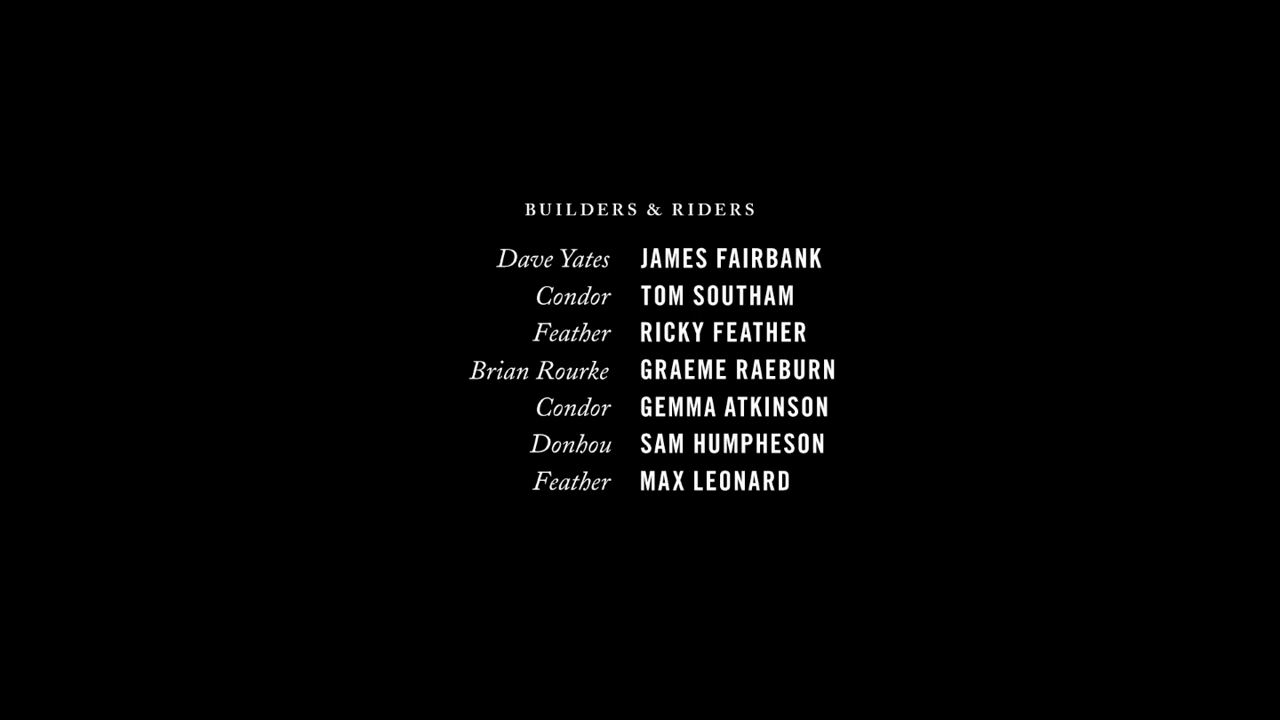 BUILDERS & RIDERS
Dave Yates JAMES FAIRBANK
Condor TOM SOUTHAM
Feather RICKY FEATHER
Brian Rourke GRAEME RAEBURN
Condor GEMMA ATKINSON
Donhou SAM HUMPHESON
Feather MAX LEONARD